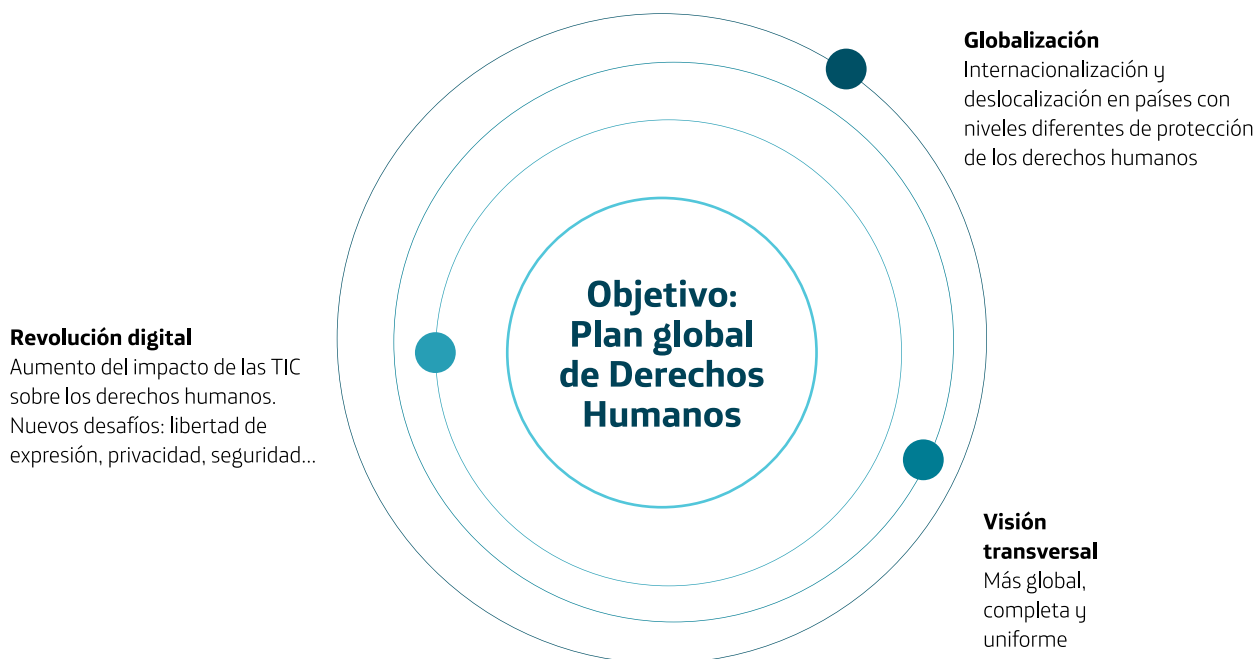 Globalización
Internacionalización y
deslocalización en países con
niveles diferentes de protección
de los derechos humanos
Objetivo:
Plan global
de Derechos
Humanos
Revolución digital
Aumento del impacto de las TIC
sobre los derechos humanos.
Nuevos desafíos: libertad de
expresión, privacidad, seguridad...
Visión
transversal
Más global,
completa y
uniforme